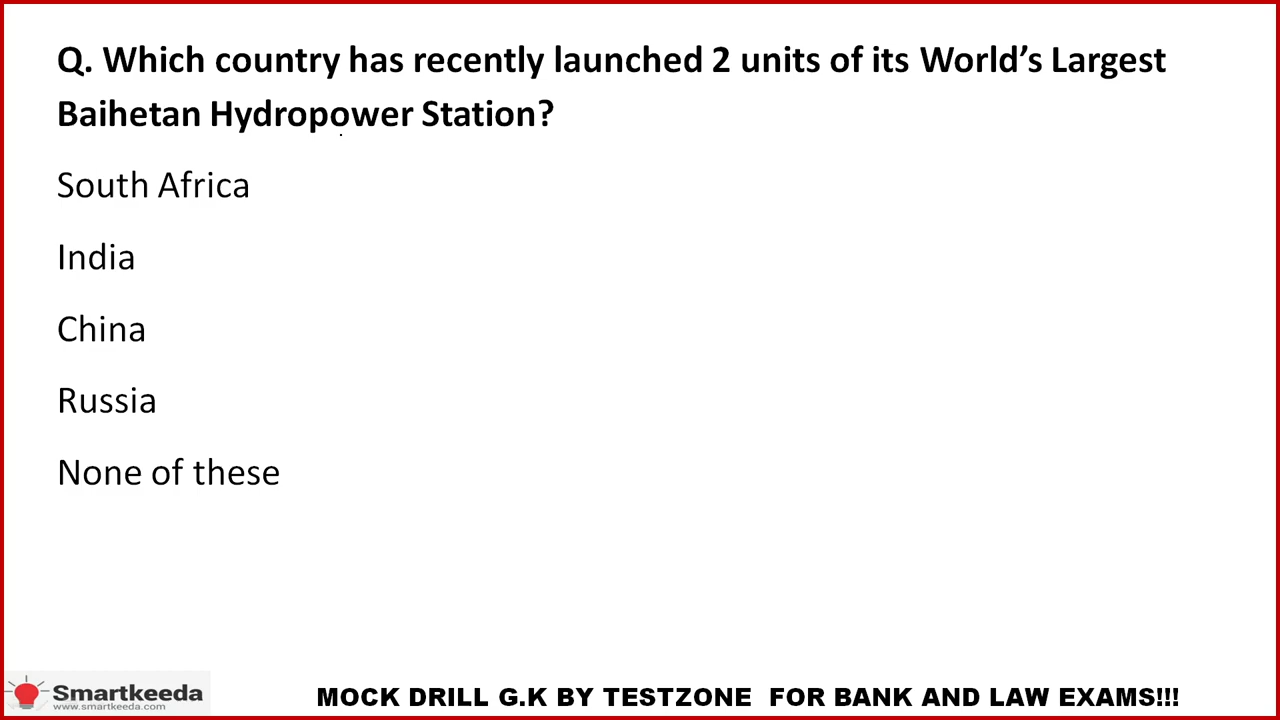 Q. Which country has recently launched 2 units of its World’s Largest
Baihetan Hydropower Station?
South Africa
India
China
Russia
None of these
Smartkeeda
www.smartkeeda.com
MOCK DRILL G.K BY TESTZONE  FOR BANK AND LAW EXAMS!!!